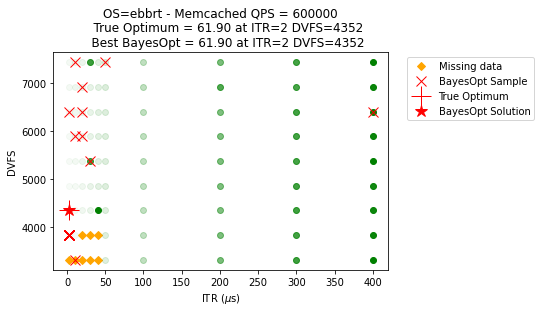 OS=ebbrt - Memcached QPS = 600000
True Optimum = 61.90 at ITR=2 DVFS=4352
Best BayesOpt = 61.90 at ITR=2 DVFS=4352
Missing data
BayesOpt Sample
True Optimum
BayesOpt Solution
DVFS
7000
6000
5000
4000
0 50 100 150 200 250 300 350 400
ITR (μs)